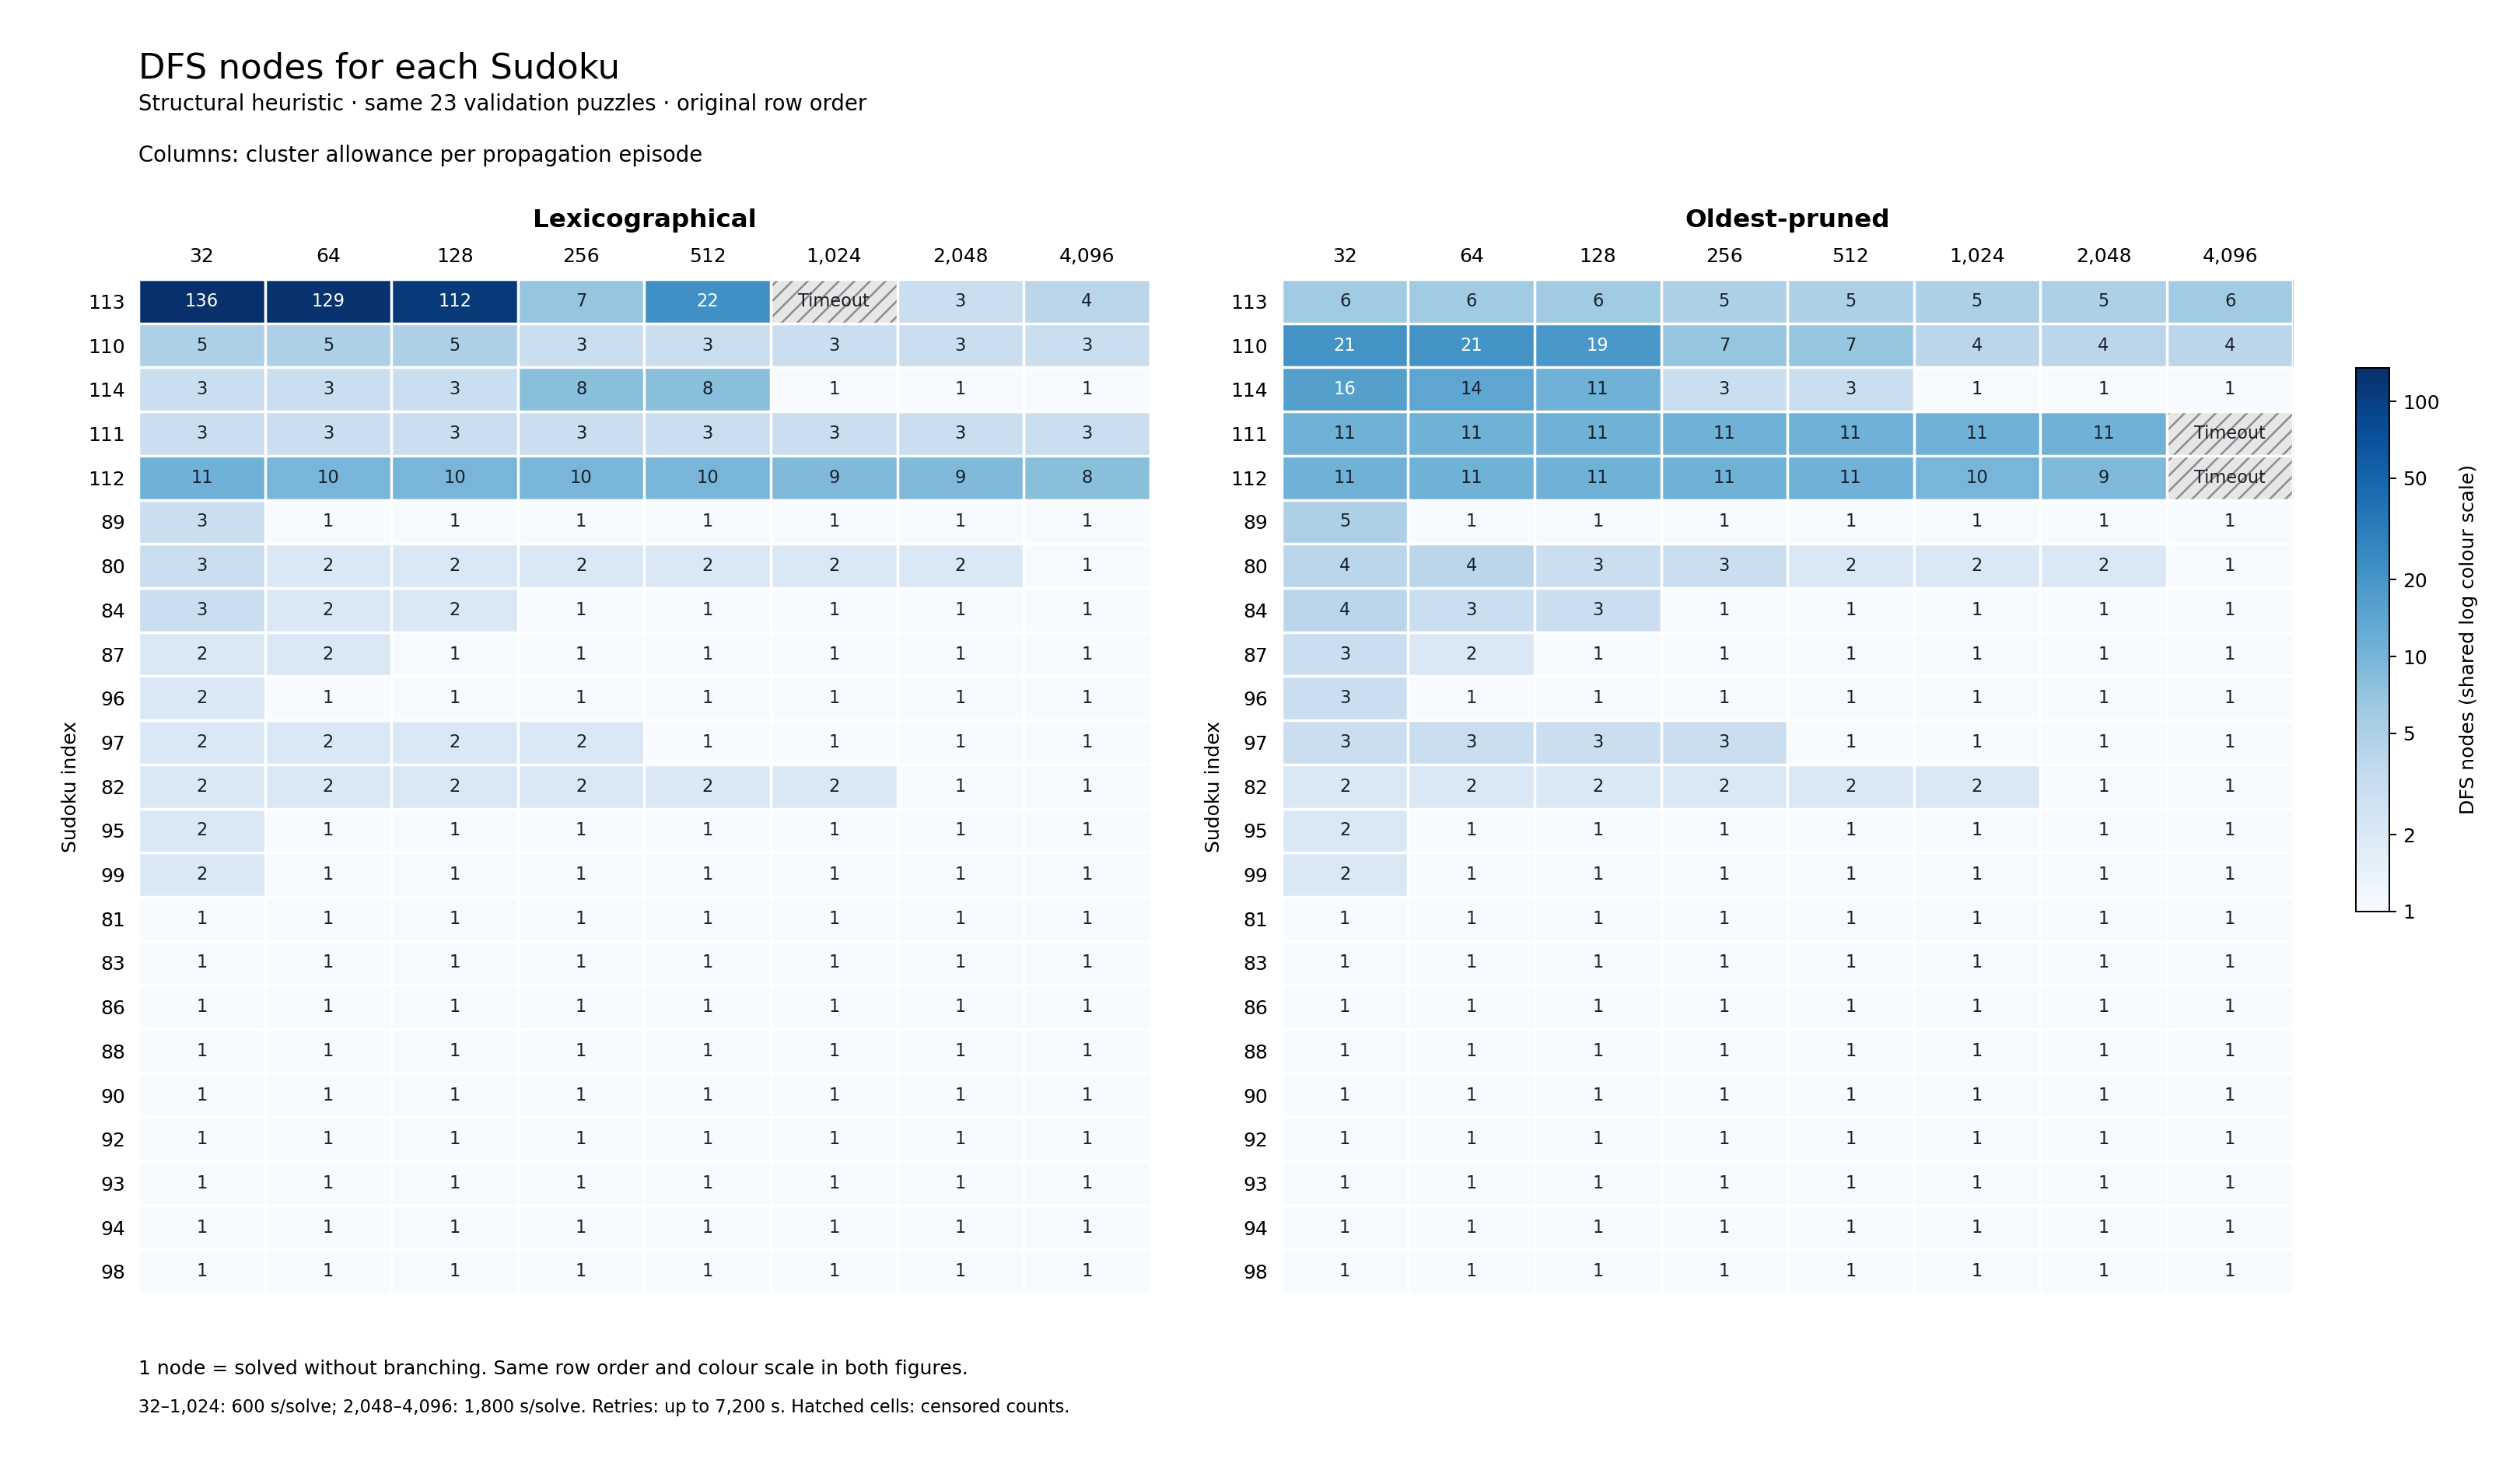 DFS nodes for each Sudoku
Structural heuristic · same 23 validation puzzles · original row order
Columns: cluster allowance per propagation episode
Lexicographical
32 64 128 256 512 1,024 2,048 4,096
113 136 129 112 7 22 Timeout 3 4
110 5 5 5 3 3 3 3 3
114 3 3 3 8 8 1 1 1
111 3 3 3 3 3 3 3 3
112 11 10 10 10 10 9 9 8
89 3 1 1 1 1 1 1 1
80 3 2 2 2 2 2 2 1
84 3 2 2 1 1 1 1 1
87 2 2 1 1 1 1 1 1
96 2 1 1 1 1 1 1 1
97 2 2 2 2 1 1 1 1
82 2 2 2 2 2 2 1 1
95 2 1 1 1 1 1 1 1
99 2 1 1 1 1 1 1 1
81 1 1 1 1 1 1 1 1
83 1 1 1 1 1 1 1 1
86 1 1 1 1 1 1 1 1
88 1 1 1 1 1 1 1 1
90 1 1 1 1 1 1 1 1
92 1 1 1 1 1 1 1 1
93 1 1 1 1 1 1 1 1
94 1 1 1 1 1 1 1 1
98 1 1 1 1 1 1 1 1
Sudoku index
Oldest-pruned
32 64 128 256 512 1,024 2,048 4,096
113 6 6 6 5 5 5 5 6
110 21 21 19 7 7 4 4 4
114 16 14 11 3 3 1 1 1
111 11 11 11 11 11 11 11 Timeout
112 11 11 11 11 11 10 9 Timeout
89 5 1 1 1 1 1 1 1
80 4 4 3 3 2 2 2 1
84 4 3 3 1 1 1 1 1
87 3 2 1 1 1 1 1 1
96 3 1 1 1 1 1 1 1
97 3 3 3 3 1 1 1 1
82 2 2 2 2 2 2 1 1
95 2 1 1 1 1 1 1 1
99 2 1 1 1 1 1 1 1
81 1 1 1 1 1 1 1 1
83 1 1 1 1 1 1 1 1
86 1 1 1 1 1 1 1 1
88 1 1 1 1 1 1 1 1
90 1 1 1 1 1 1 1 1
92 1 1 1 1 1 1 1 1
93 1 1 1 1 1 1 1 1
94 1 1 1 1 1 1 1 1
98 1 1 1 1 1 1 1 1
Sudoku index
100
50
20
10
5
2
1
DFS nodes (shared log colour scale)
1 node = solved without branching. Same row order and colour scale in both figures.
32–1,024: 600 s/solve; 2,048–4,096: 1,800 s/solve. Retries: up to 7,200 s. Hatched cells: censored counts.